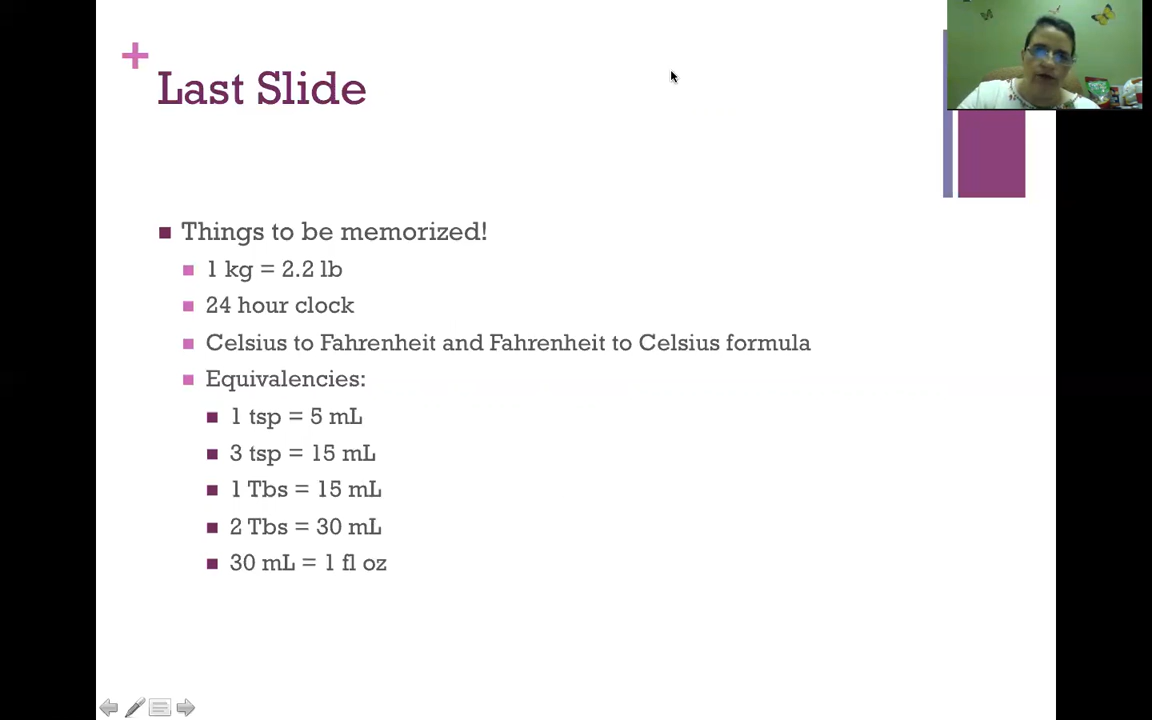 +
Last Slide
Things to be memorized!
1 kg = 2.2 lb
24 hour clock
Celsius to Fahrenheit and Fahrenheit to Celsius formula
Equivalencies:
1 tsp = 5 mL
3 tsp = 15 mL
1 Tbs = 15 mL
2 Tbs = 30 mL
30 mL = 1 fl oz